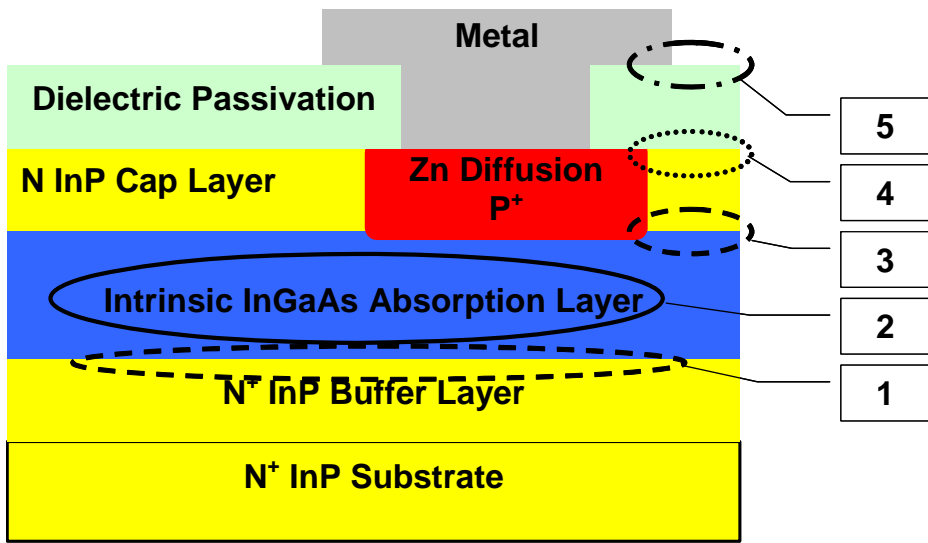 Metal
Dielectric Passivation
5
N InP Cap Layer
Zn Diffusion
P⁺
4
3
Intrinsic InGaAs Absorption Layer
2
N⁺ InP Buffer Layer
1
N⁺ InP Substrate